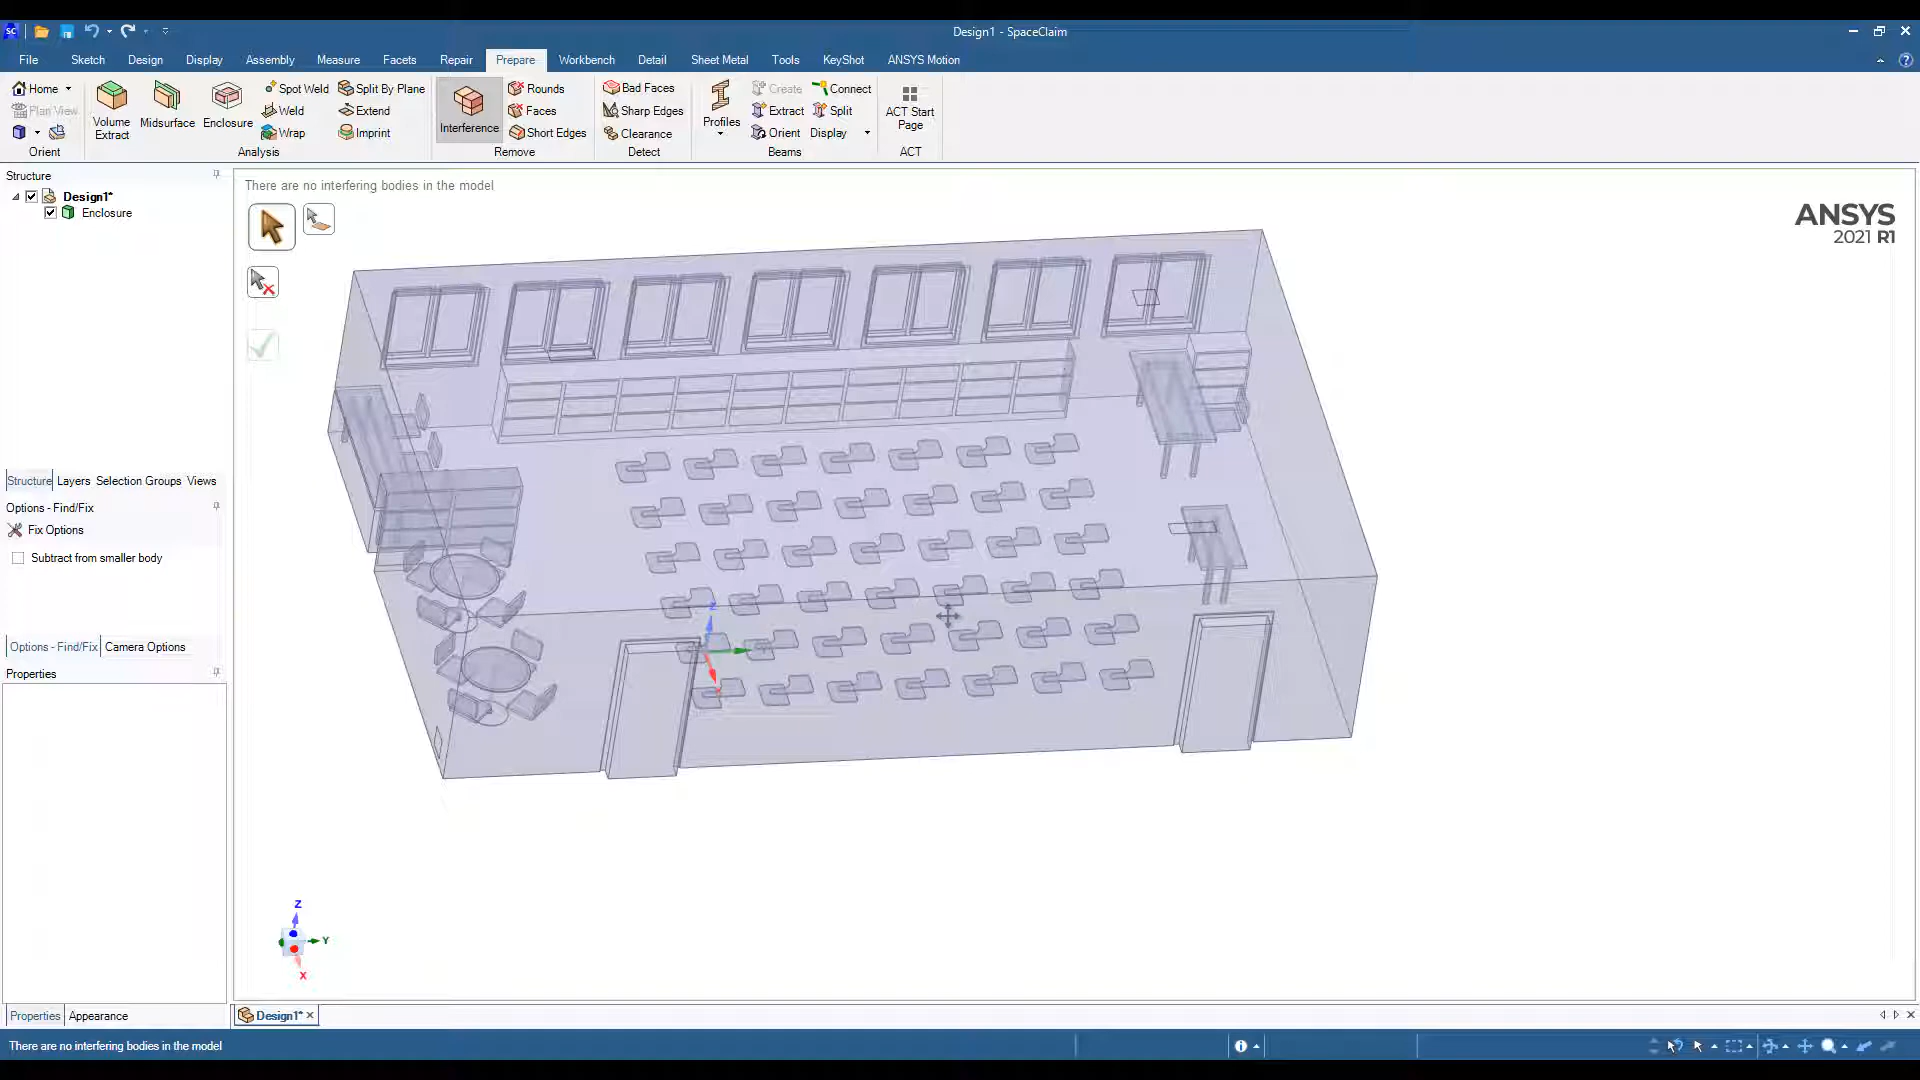 Design1 - SpaceClaim
File Sketch Design Display Assembly Measure Facets Repair Prepare Workbench Detail Sheet Metal Tools KeyShot ANSYS Motion
Home
Plan View
Orient
Volume Extract
Midsurface
Enclosure
Spot Weld
Weld
Wrap
Split By Plane
Extend
Imprint
Analysis
Interference
Rounds
Faces
Short Edges
Remove
Bad Faces
Sharp Edges
Clearance
Detect
Profiles
Create
Extract
Orient
Connect
Split
Display
Beams
ACT Start Page
ACT
Structure
Design1*
Enclosure
Structure Layers Selection Groups Views
Options - Find/Fix
Fix Options
Subtract from smaller body
Options - Find/Fix Camera Options
Properties
Properties Appearance
There are no interfering bodies in the model
ANSYS
2021 R1
Z
Z
Y
X
Design1*
There are no interfering bodies in the model